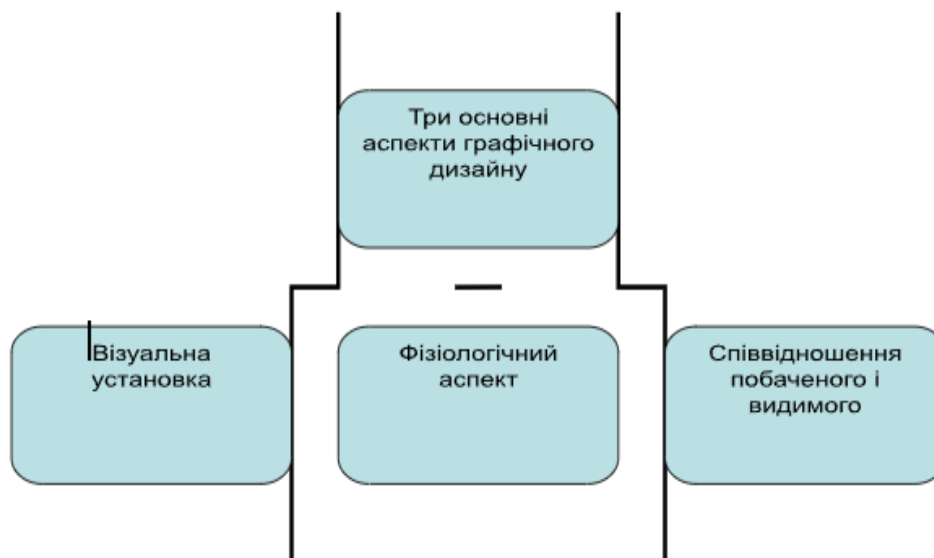 Три основні
аспекти графічного
дизайну
Візуальна
установка
Фізіологічний
аспект
Співвідношення
побаченого і
видимого